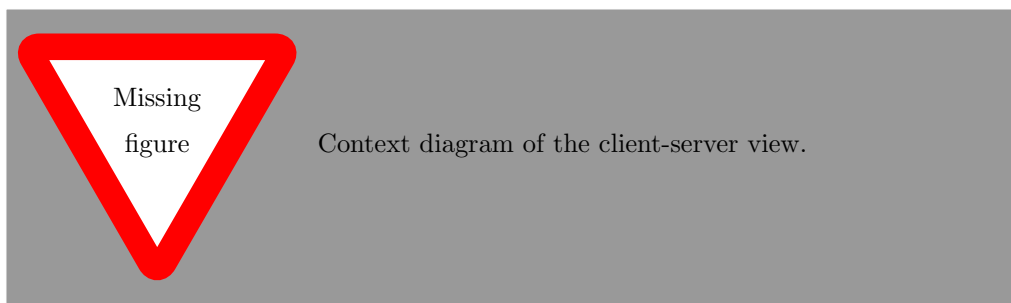 Missing
figure
Context diagram of the client-server view.